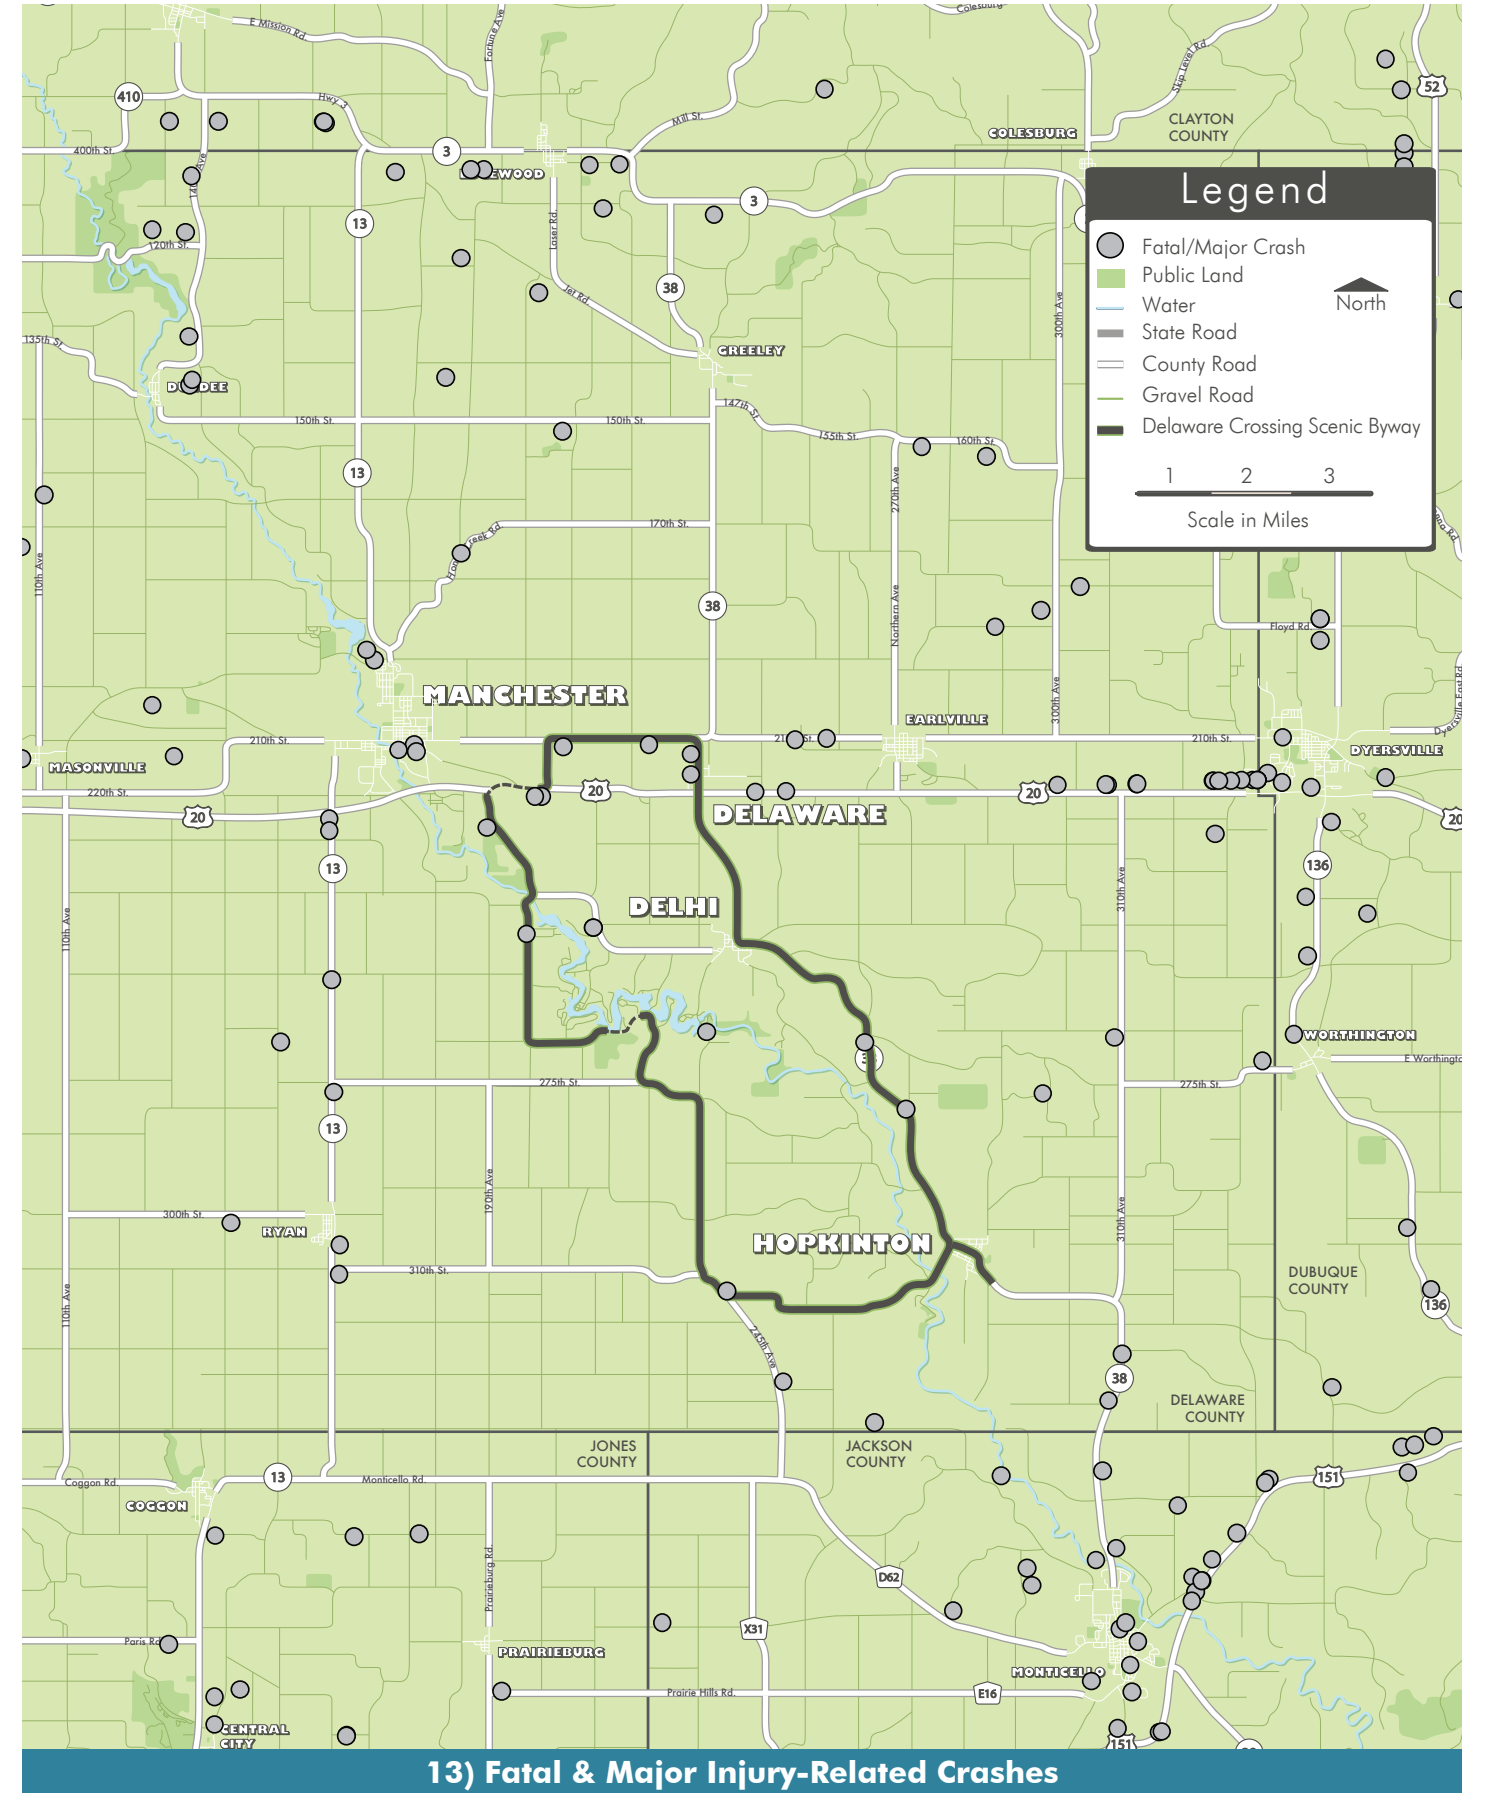 E Mission Rd.
Fortune Ave
Colesburg
Skip Level Rd.
52
410
Hwy 3
Mill St.
CLAYTON
COUNTY
COLESBURG
400th St.
3
3
13
38
Laser Rd.
120th St.
Jet Rd.
300th Ave
Legend
Fatal/Major Crash
Public Land
Water
State Road
County Road
Gravel Road
Delaware Crossing Scenic Byway
North
1 2 3
Scale in Miles
135th St.
GREELEY
150th St.
150th St.
147th St.
155th St.
160th St.
13
270th Ave
170th St.
110th Ave
38
Northern Ave
Floyd Rd.
MANCHESTER
300th Ave
Dyersville East Rd.
EARLVILLE
210th St.
210th St.
DYERSVILLE
MASONVILLE
220th St.
20
20
20
20
DELAWARE
13
136
310th Ave
DELHI
110th Ave
WORTHINGTON
275th St.
275th St.
13
190th Ave
310th Ave
300th St.
RYAN
HOPKINTON
310th St.
DUBUQUE
COUNTY
110th Ave
136
245th Ave
38
DELAWARE
COUNTY
JONES
COUNTY
JACKSON
COUNTY
Coggon Rd.
13
Monticello Rd.
151
COGGON
Prairieburg Rd.
D62
X31
Paris Rd.
PRAIRIEBURG
MONTICELLO
Prairie Hills Rd.
E16
CENTRAL
CITY
151
13) Fatal & Major Injury-Related Crashes